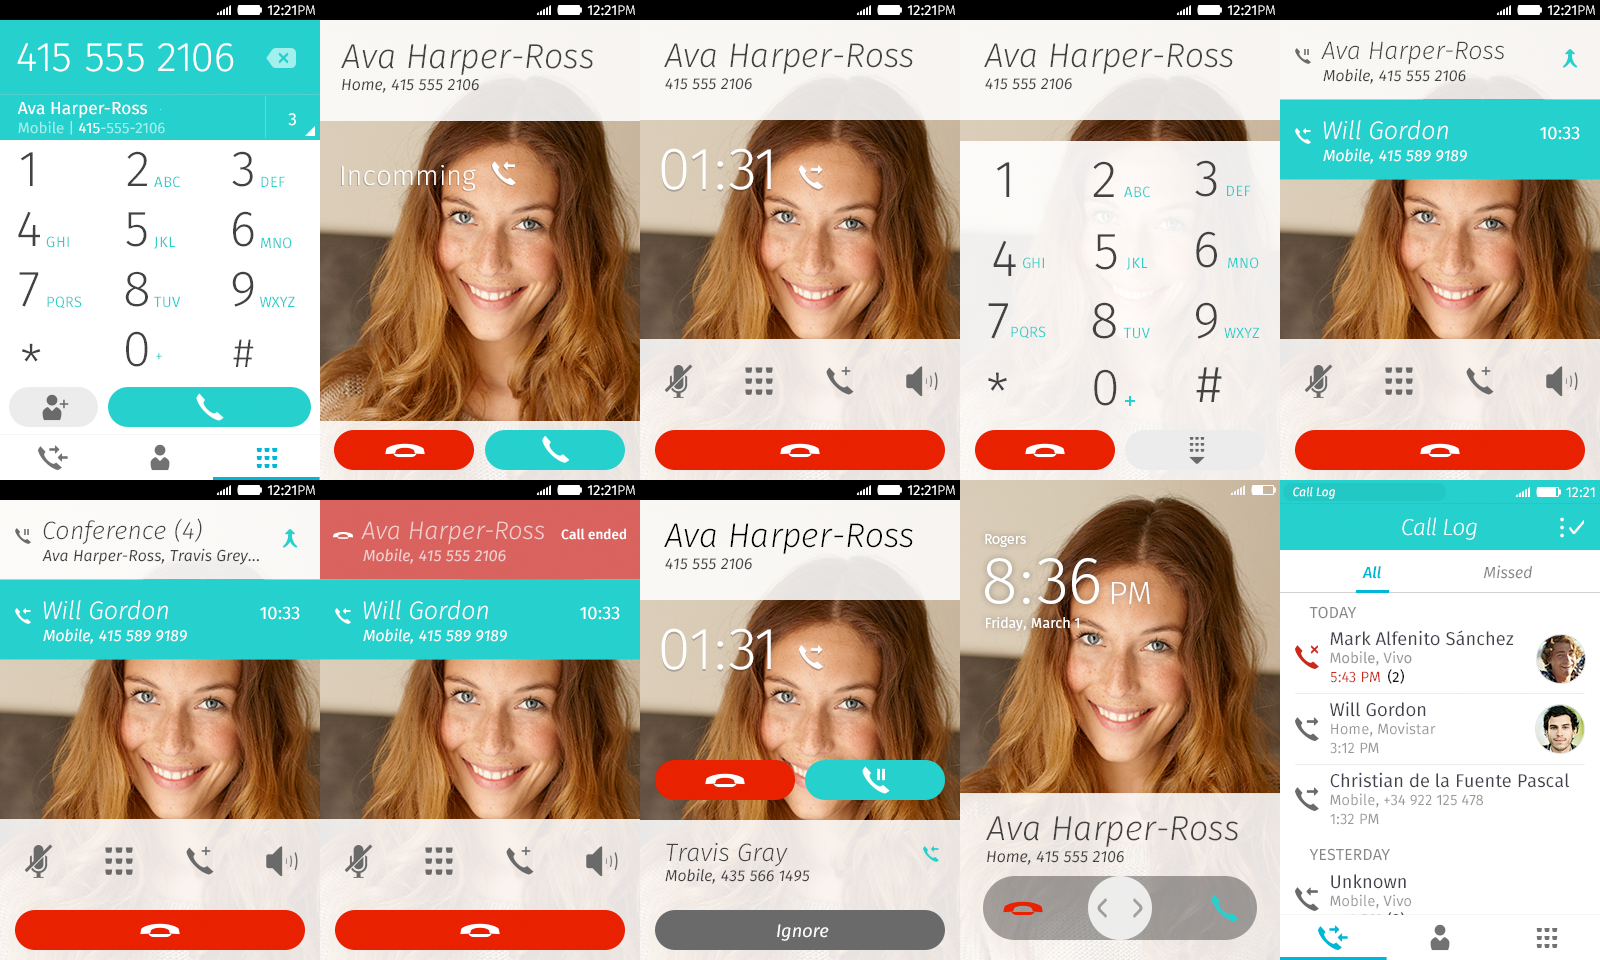 12:21PM
415 555 2106
Ava Harper-Ross
Mobile | 415-555-2106
3
1 2 ABC 3 DEF
4 GHI 5 JKL 6 MNO
7 PQRS 8 TUV 9 WXYZ
* 0 + #
12:21PM
Ava Harper-Ross
Home, 415 555 2106
Incomming
12:21PM
Ava Harper-Ross
415 555 2106
01:31
12:21PM
Ava Harper-Ross
415 555 2106
1 2 ABC 3 DEF
4 GHI 5 JKL 6 MNO
7 PQRS 8 TUV 9 WXYZ
* 0 + #
12:21PM
Ava Harper-Ross
Mobile, 415 555 2106
Will Gordon 10:33
Mobile, 415 589 9189
12:21PM
Conference (4)
Ava Harper-Ross, Travis Grey...
Will Gordon 10:33
Mobile, 415 589 9189
12:21PM
Ava Harper-Ross Call ended
Mobile, 415 555 2106
Will Gordon 10:33
Mobile, 415 589 9189
12:21PM
Ava Harper-Ross
415 555 2106
01:31
Travis Gray
Mobile, 435 566 1495
Ignore
Rogers
8:36 PM
Friday, March 1
Ava Harper-Ross
Home, 415 555 2106
Call Log 12:21
Call Log
All Missed
TODAY
Mark Alfenito Sánchez
Mobile, Vivo
5:43 PM (2)
Will Gordon
Home, Movistar
3:12 PM
Christian de la Fuente Pascal
Mobile, +34 922 125 478
1:32 PM
YESTERDAY
Unknown
Mobile, Vivo